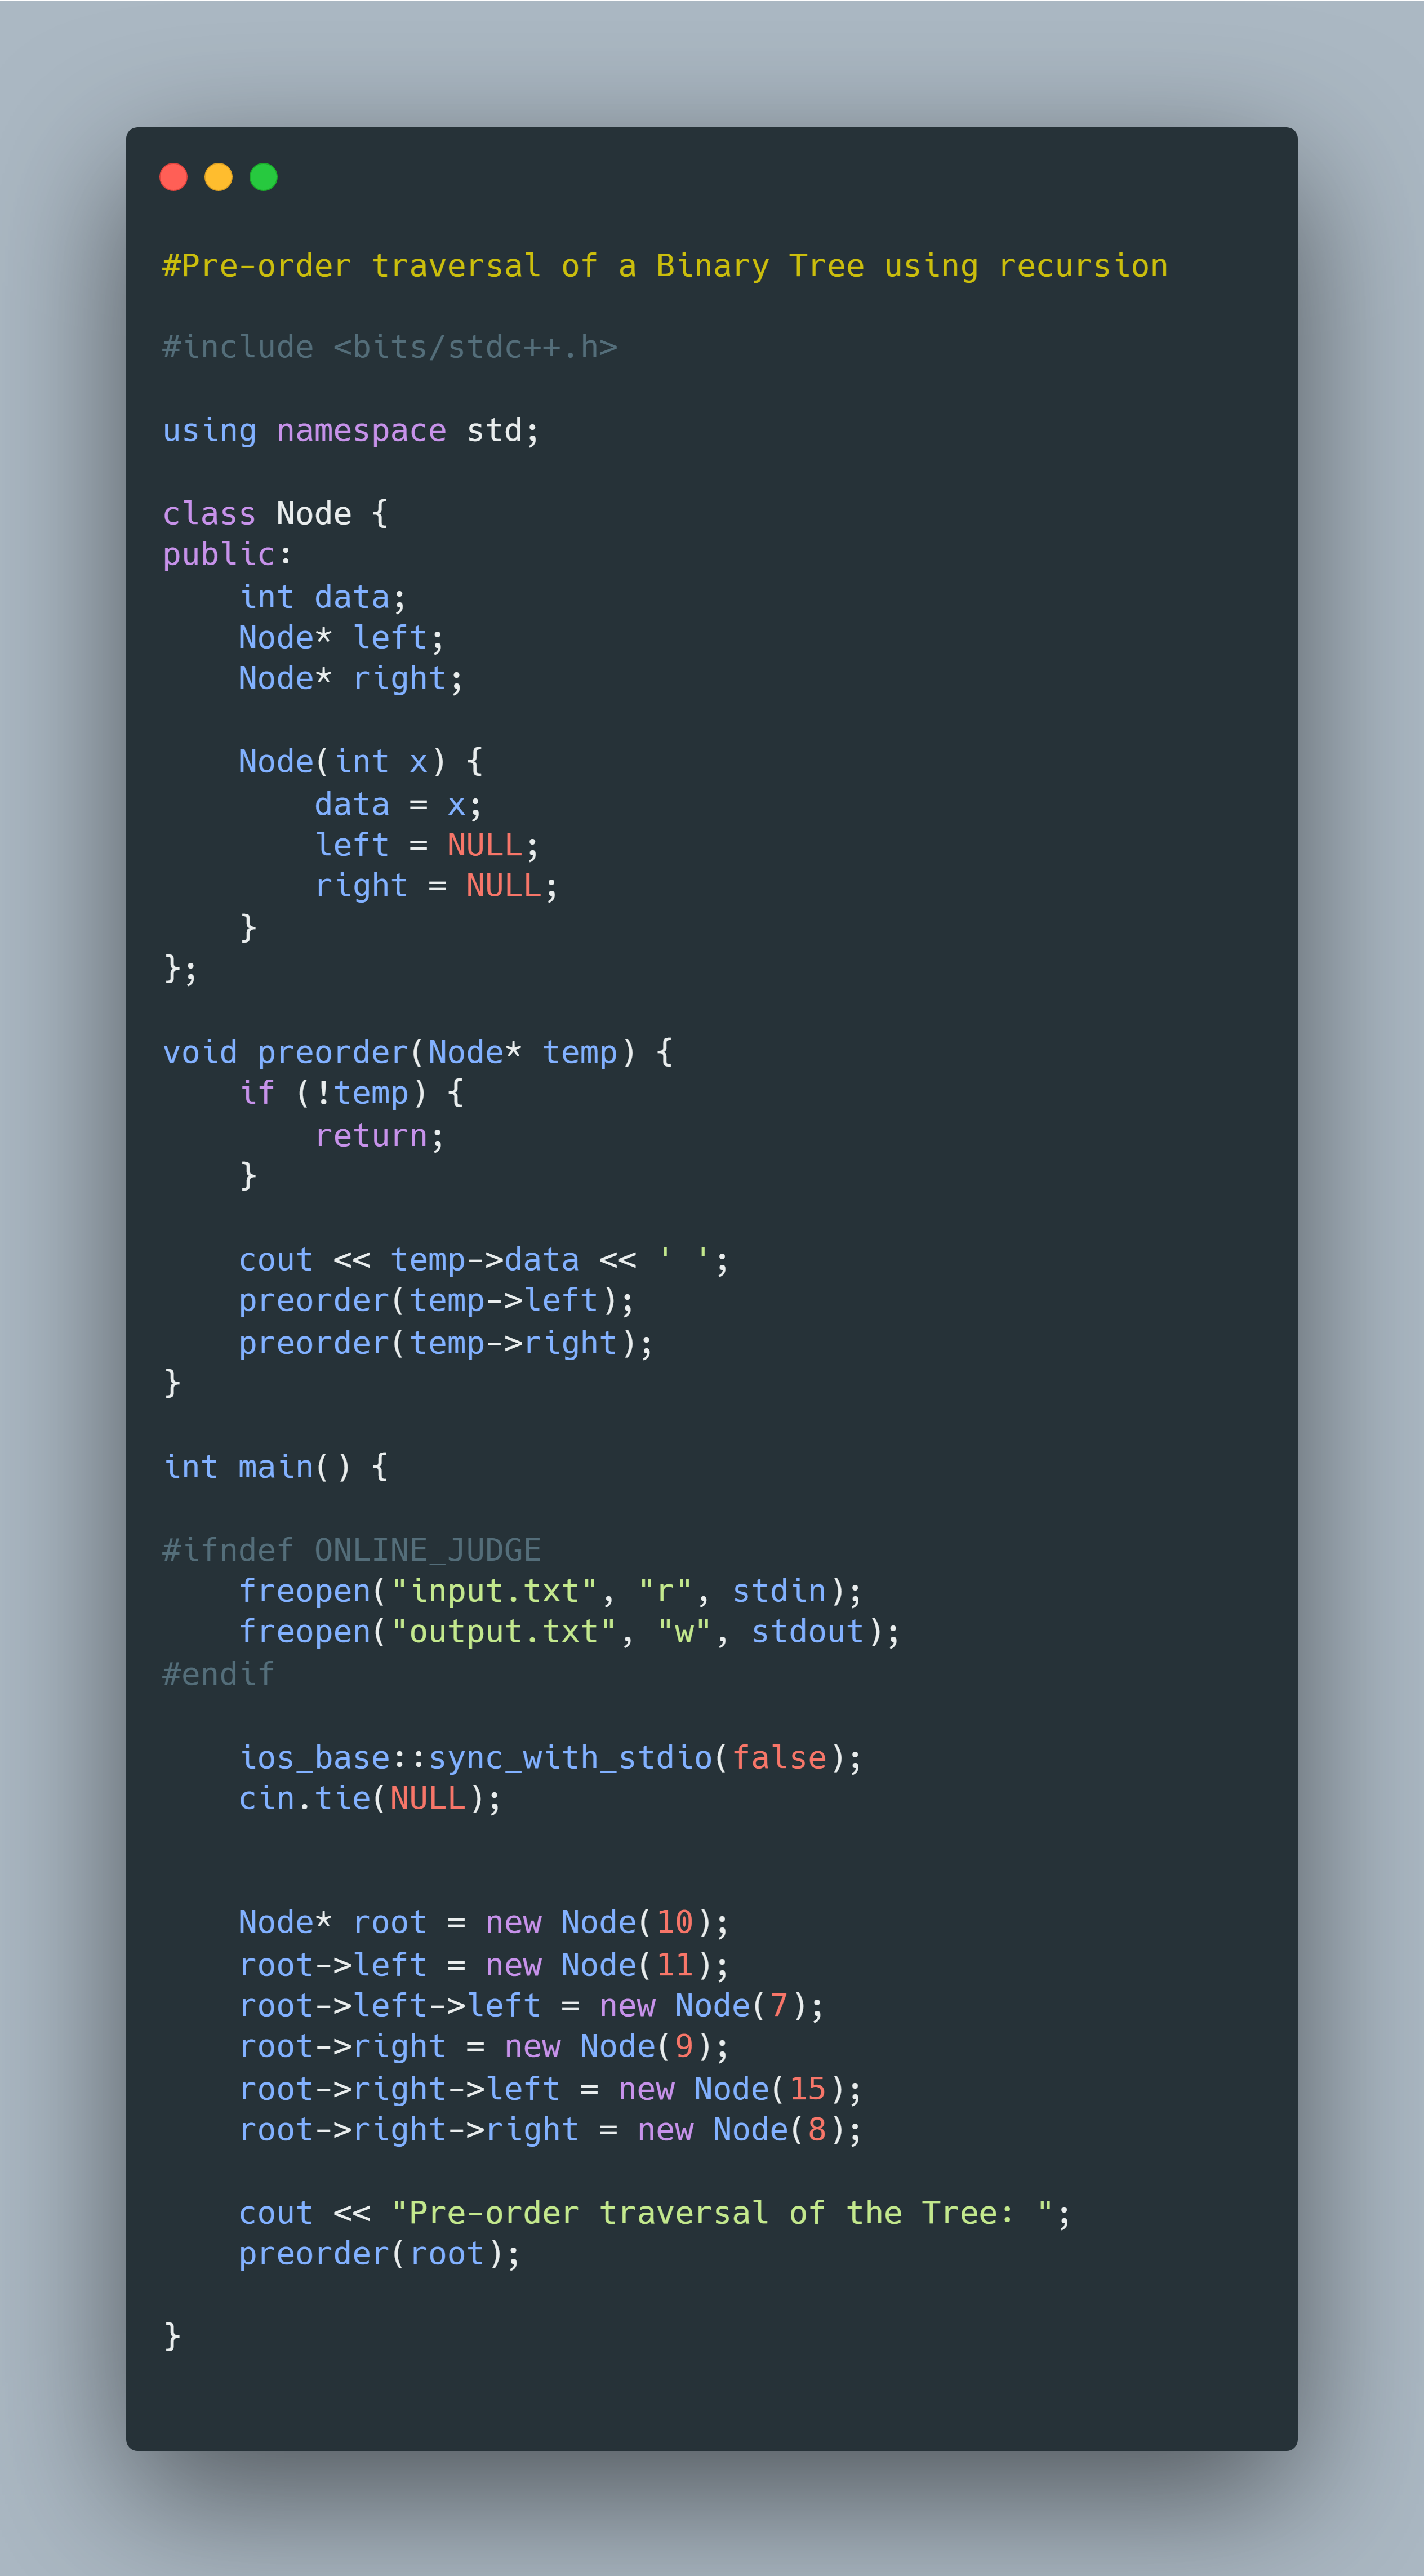 #Pre-order traversal of a Binary Tree using recursion
#include <bits/stdc++.h>
using namespace std;
class Node {
public:
    int data;
    Node* left;
    Node* right;
    Node(int x) {
        data = x;
        left = NULL;
        right = NULL;
    }
};
void preorder(Node* temp) {
    if (!temp) {
        return;
    }
    cout << temp->data << ' ';
    preorder(temp->left);
    preorder(temp->right);
}
int main() {
#ifndef ONLINE_JUDGE
    freopen("input.txt", "r", stdin);
    freopen("output.txt", "w", stdout);
#endif
    ios_base::sync_with_stdio(false);
    cin.tie(NULL);
    Node* root = new Node(10);
    root->left = new Node(11);
    root->left->left = new Node(7);
    root->right = new Node(9);
    root->right->left = new Node(15);
    root->right->right = new Node(8);
    cout << "Pre-order traversal of the Tree: ";
    preorder(root);
}